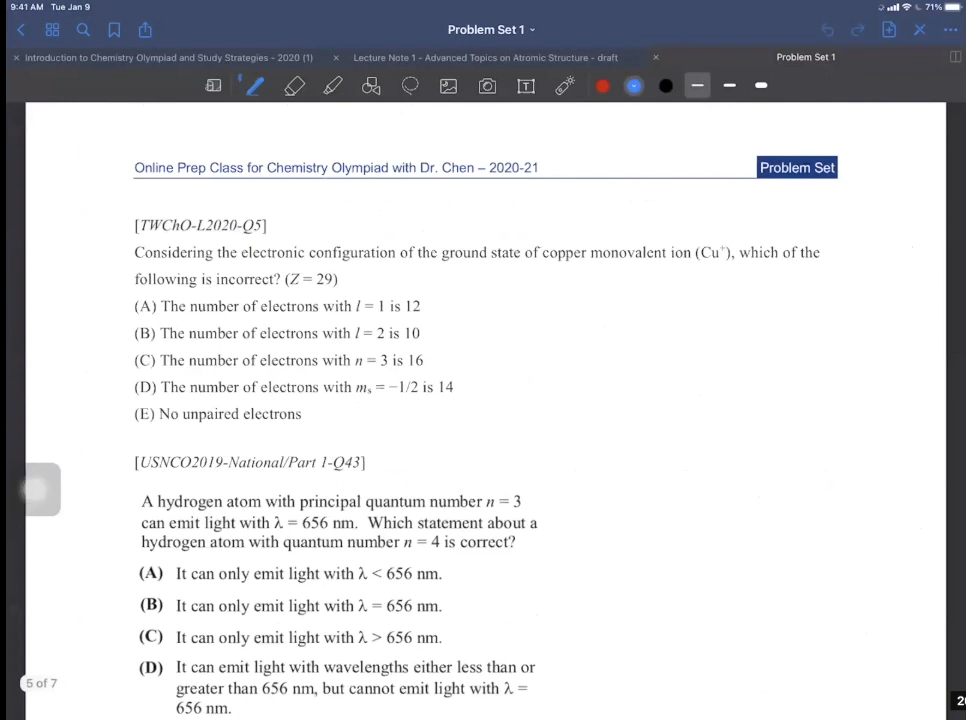 9:41 AM Tue Jan 9
71%
Problem Set 1
Introduction to Chemistry Olympiad and Study Strategies - 2020 (1)
Lecture Note 1 - Advanced Topics on Atromic Structure - draft
Problem Set 1
Online Prep Class for Chemistry Olympiad with Dr. Chen – 2020-21
Problem Set
[TWChO-L2020-Q5]
Considering the electronic configuration of the ground state of copper monovalent ion (Cu⁺), which of the
following is incorrect? (Z = 29)
(A) The number of electrons with l = 1 is 12
(B) The number of electrons with l = 2 is 10
(C) The number of electrons with n = 3 is 16
(D) The number of electrons with mₛ = −1/2 is 14
(E) No unpaired electrons
[USNCO2019-National/Part 1-Q43]
A hydrogen atom with principal quantum number n = 3
can emit light with λ = 656 nm. Which statement about a
hydrogen atom with quantum number n = 4 is correct?
(A) It can only emit light with λ < 656 nm.
(B) It can only emit light with λ = 656 nm.
(C) It can only emit light with λ > 656 nm.
(D) It can emit light with wavelengths either less than or
greater than 656 nm, but cannot emit light with λ =
656 nm.
5 of 7